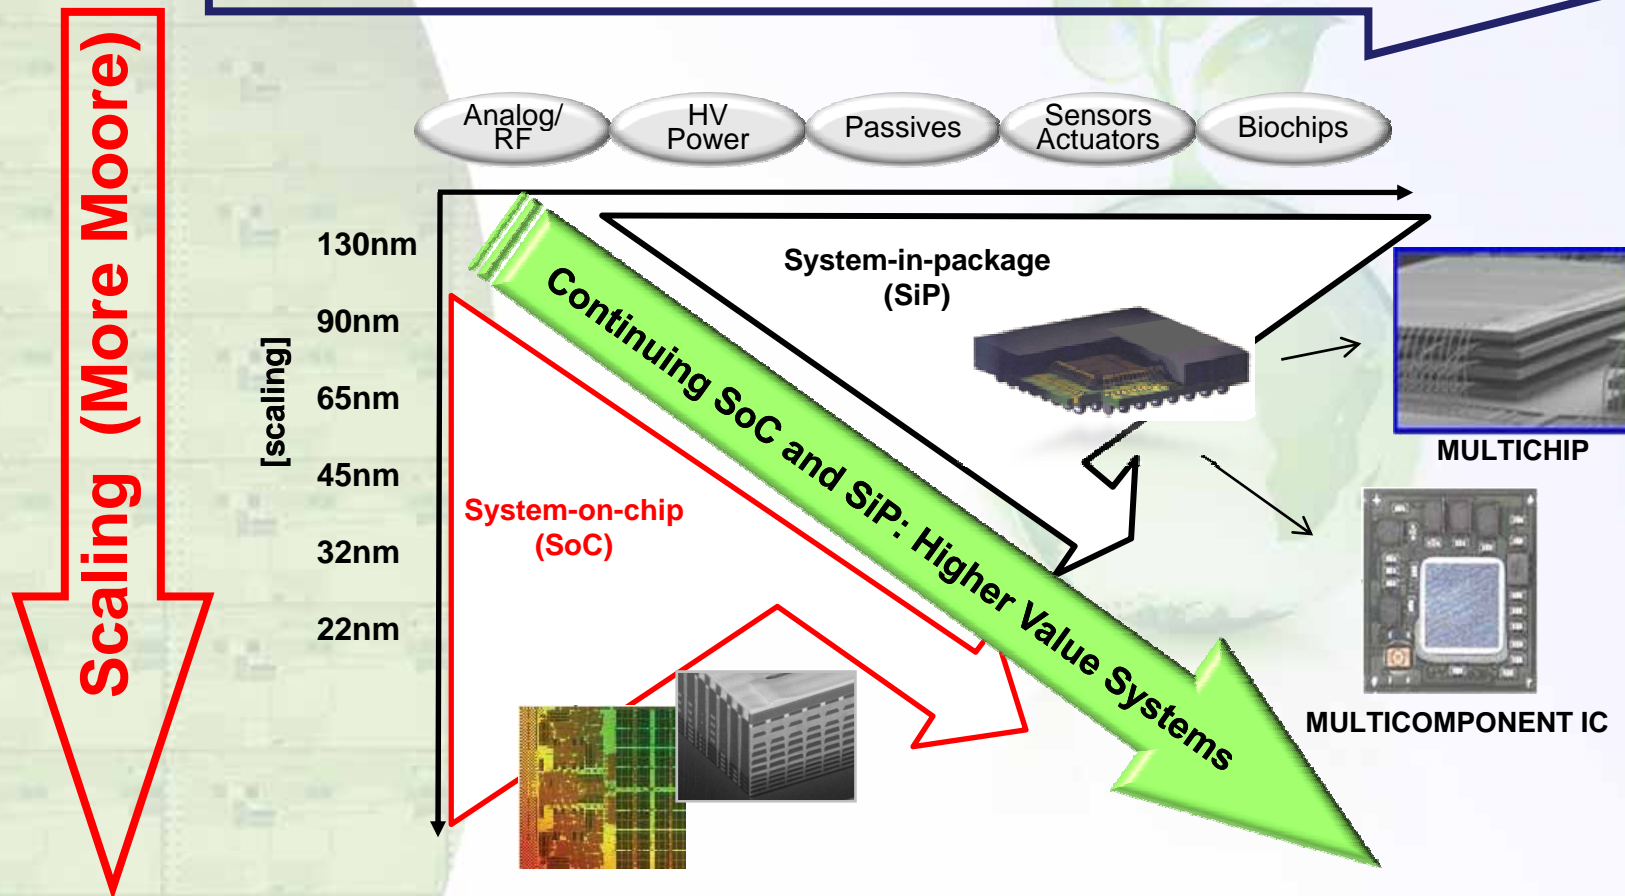 Scaling (More Moore)
Analog/
RF
HV
Power
Passives
Sensors
Actuators
Biochips
[scaling]
130nm
90nm
65nm
45nm
32nm
22nm
System-in-package
(SiP)
System-on-chip
(SoC)
Continuing SoC and SiP: Higher Value Systems
MULTICHIP
MULTICOMPONENT IC